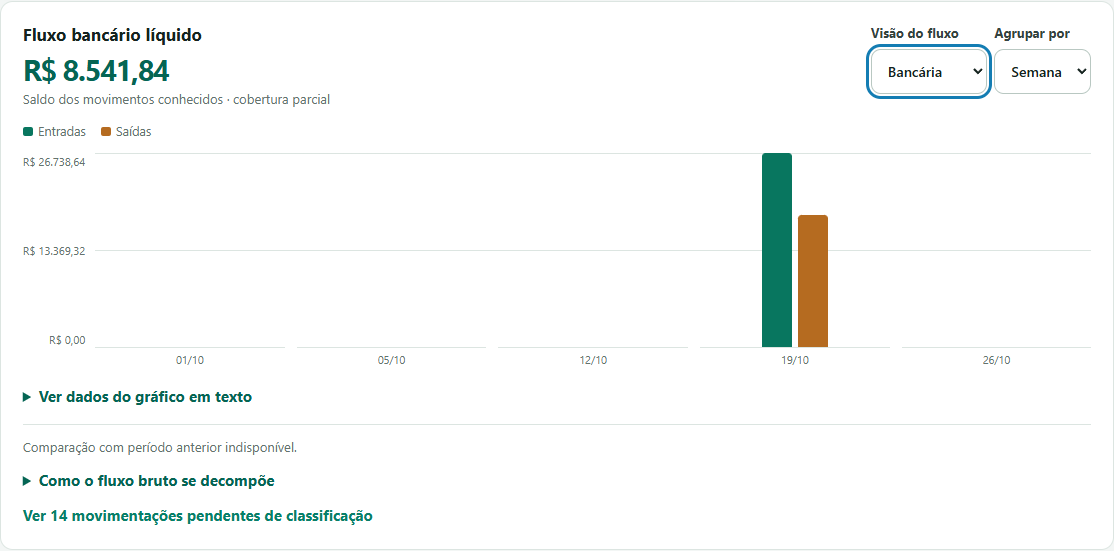 Fluxo bancário líquido
R$ 8.541,84
Saldo dos movimentos conhecidos · cobertura parcial
Visão do fluxo
Bancária
Agrupar por
Semana
Entradas
Saídas
R$ 26.738,64
R$ 13.369,32
R$ 0,00
01/10
05/10
12/10
19/10
26/10
Ver dados do gráfico em texto
Comparação com período anterior indisponível.
Como o fluxo bruto se decompõe
Ver 14 movimentações pendentes de classificação